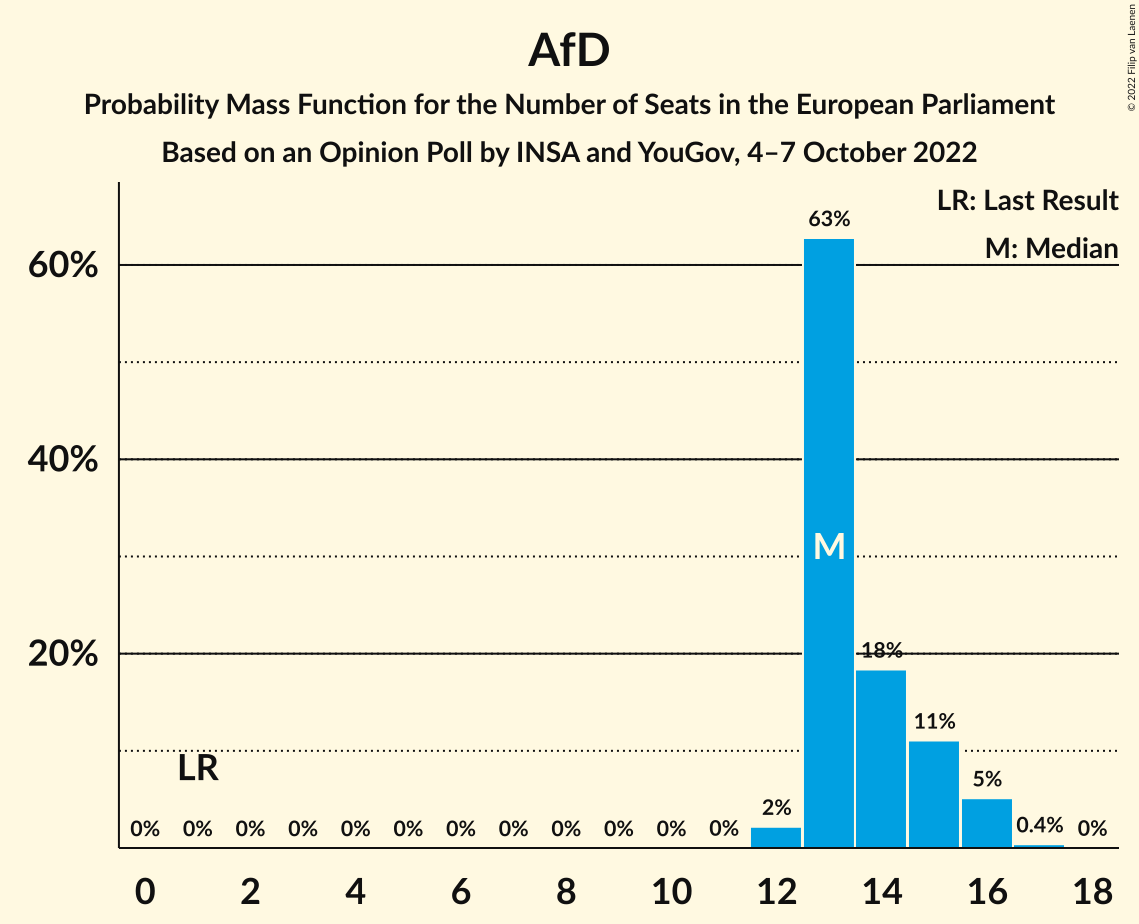 AfD
Probability Mass Function for the Number of Seats in the European Parliament
Based on an Opinion Poll by INSA and YouGov, 4–7 October 2022
© 2022 Filip van Laenen
LR: Last Result
M: Median
60%
40%
20%
63%
M
18%
11%
LR
5%
0% 0% 0% 0% 0% 0% 0% 0% 0% 0% 0% 0% 2% 0.4% 0%
0 2 4 6 8 10 12 14 16 18